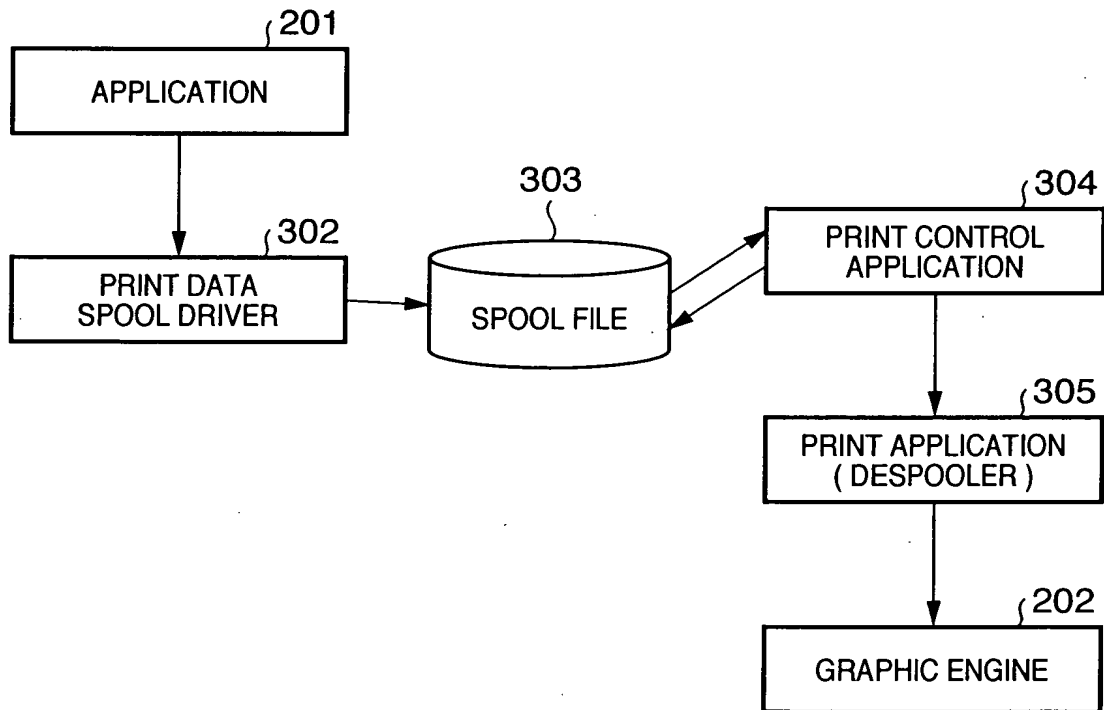 201
APPLICATION
302
PRINT DATA
SPOOL DRIVER
303
SPOOL FILE
304
PRINT CONTROL
APPLICATION
305
PRINT APPLICATION
( DESPOOLER )
202
GRAPHIC ENGINE